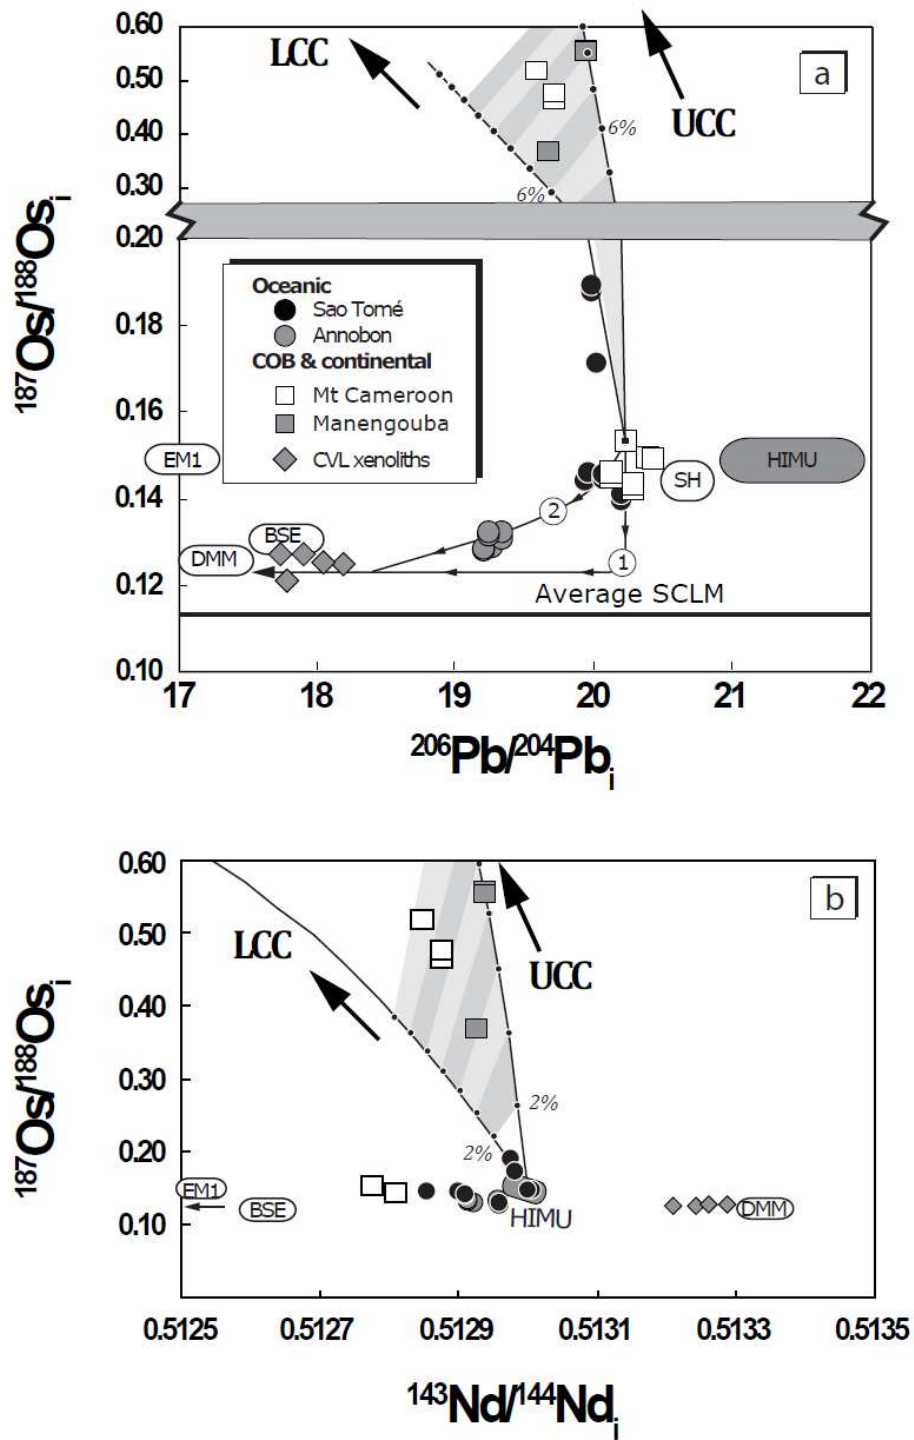 0.60
LCC
a
0.50
UCC
0.40
6%
0.30
6%
187Os/188Osi
0.20
Oceanic
Sao Tomé
0.18
Annobon
COB & continental
Mt Cameroon
0.16
Manengouba
EM1
CVL xenoliths
HIMU
SH
0.14
2
BSE
DMM
1
0.12
Average SCLM
0.10
17 18 19 20 21 22
206Pb/204Pbi
0.60
b
0.50
LCC
UCC
0.40
187Os/188Osi
0.30
2%
0.20
2%
EM1
BSE
HIMU
DMM
0.10
0.5125 0.5127 0.5129 0.5131 0.5133 0.5135
143Nd/144Ndi